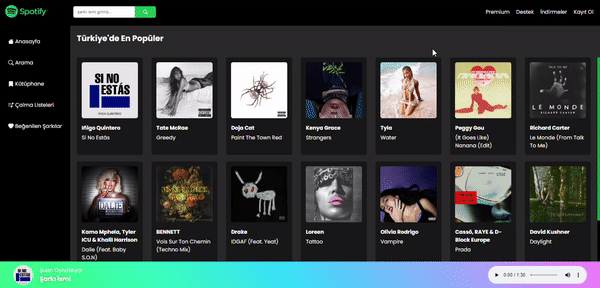 Spotify
şarkı ismi giriniz...
Premium Destek İndirmeler Kayıt Ol
Anasayfa
Arama
Kütüphane
Çalma Listeleri
Beğenilen Şarkılar
Türkiye'de En Popüler
SI NO
ESTÁS
LE MONDE
Iñigo Quintero
Si No Estás
Tate McRae
Greedy
Doja Cat
Paint The Town Red
Kenya Grace
Strangers
Tyla
Water
Peggy Gou
(It Goes Like)
Nanana (Edit)
Richard Carter
Le Monde (From Talk
To Me)
DALIE
Kamo Mphela, Tyler
ICU & Khalil Harrison
Dalie (Feat. Baby
S.O.N)
BENNETT
Vois Sur Ton Chemin
(Techno Mix)
Drake
IDGAF (Feat. Yeat)
Loreen
Tattoo
Olivia Rodrigo
Vampire
Cassö, RAYE & D-
Block Europe
Prada
David Kushner
Daylight
Şuan Oynatılıyor
Şarkı İsmi
0:00 / 1:30